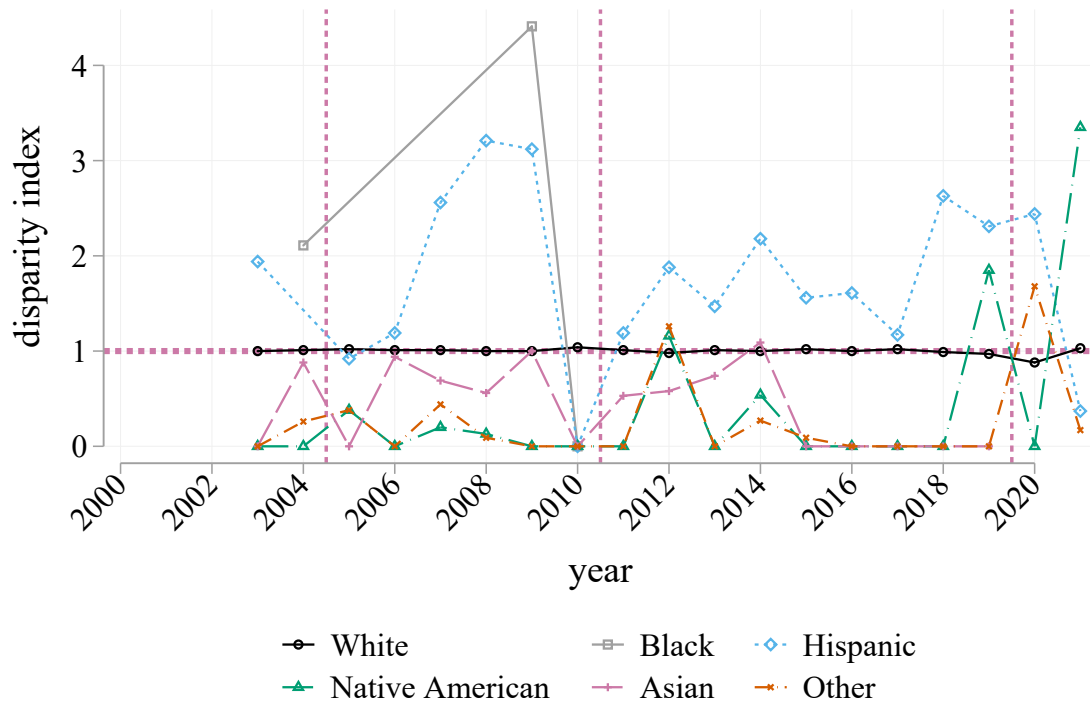 disparity index
4
3
2
1
0
2000 2002 2004 2006 2008 2010 2012 2014 2016 2018 2020
year
White Black Hispanic
Native American Asian Other